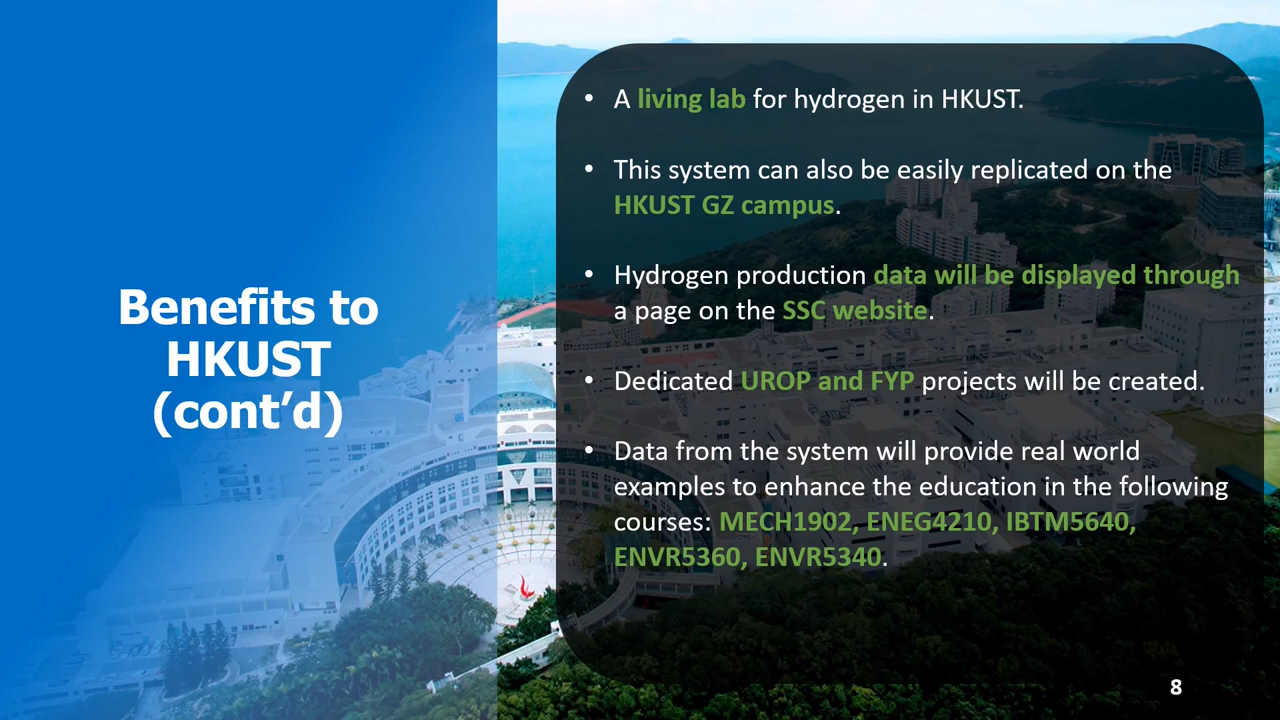 Benefits to
HKUST
(cont’d)
• A living lab for hydrogen in HKUST.
• This system can also be easily replicated on the
HKUST GZ campus.
• Hydrogen production data will be displayed through
a page on the SSC website.
• Dedicated UROP and FYP projects will be created.
• Data from the system will provide real world
examples to enhance the education in the following
courses: MECH1902, ENEG4210, IBTM5640,
ENVR5360, ENVR5340.
8